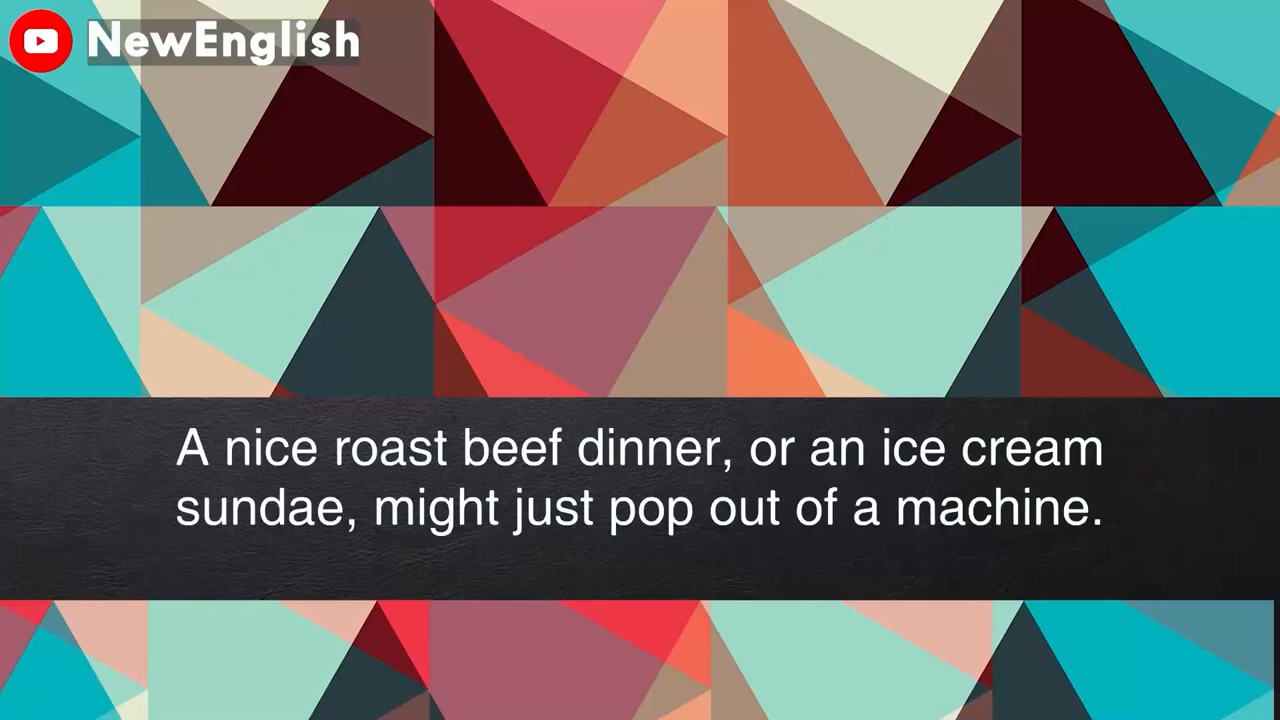 NewEnglish
A nice roast beef dinner, or an ice cream
sundae, might just pop out of a machine.